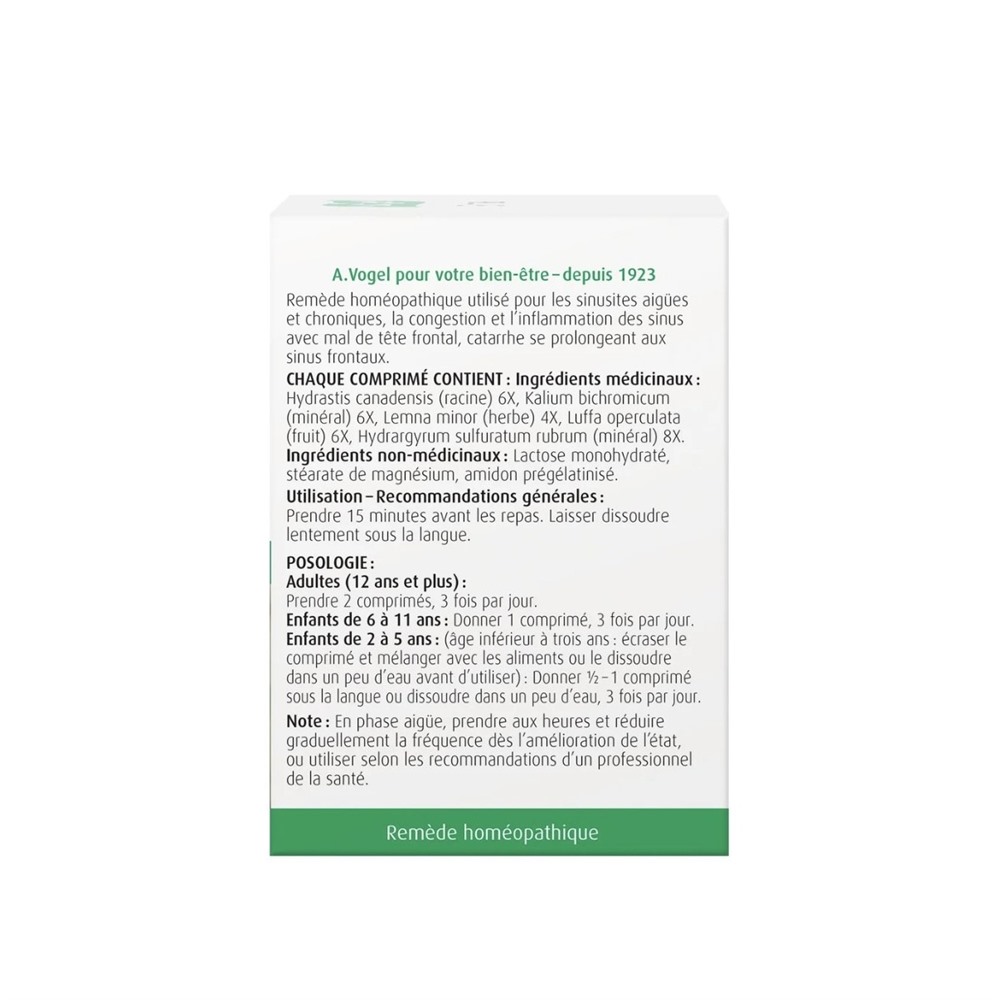 A.Vogel pour votre bien-être – depuis 1923
Remède homéopathique utilisé pour les sinusites aigües
et chroniques, la congestion et l'inflammation des sinus
avec mal de tête frontal, catarrhe se prolongeant aux
sinus frontaux.
CHAQUE COMPRIMÉ CONTIENT : Ingrédients médicinaux :
Hydrastis canadensis (racine) 6X, Kalium bichromicum
(minéral) 6X, Lemna minor (herbe) 4X, Luffa operculata
(fruit) 6X, Hydrargyrum sulfuratum rubrum (minéral) 8X.
Ingrédients non-médicinaux : Lactose monohydraté,
stéarate de magnésium, amidon prégélatinisé.
Utilisation – Recommandations générales :
Prendre 15 minutes avant les repas. Laisser dissoudre
lentement sous la langue.
POSOLOGIE :
Adultes (12 ans et plus) :
Prendre 2 comprimés, 3 fois par jour.
Enfants de 6 à 11 ans : Donner 1 comprimé, 3 fois par jour.
Enfants de 2 à 5 ans : (âge inférieur à trois ans : écraser le
comprimé et mélanger avec les aliments ou le dissoudre
dans un peu d'eau avant d'utiliser) : Donner ½ – 1 comprimé
sous la langue ou dissoudre dans un peu d'eau, 3 fois par jour.
Note : En phase aigüe, prendre aux heures et réduire
graduellement la fréquence dès l'amélioration de l'état,
ou utiliser selon les recommandations d'un professionnel
de la santé.
Remède homéopathique